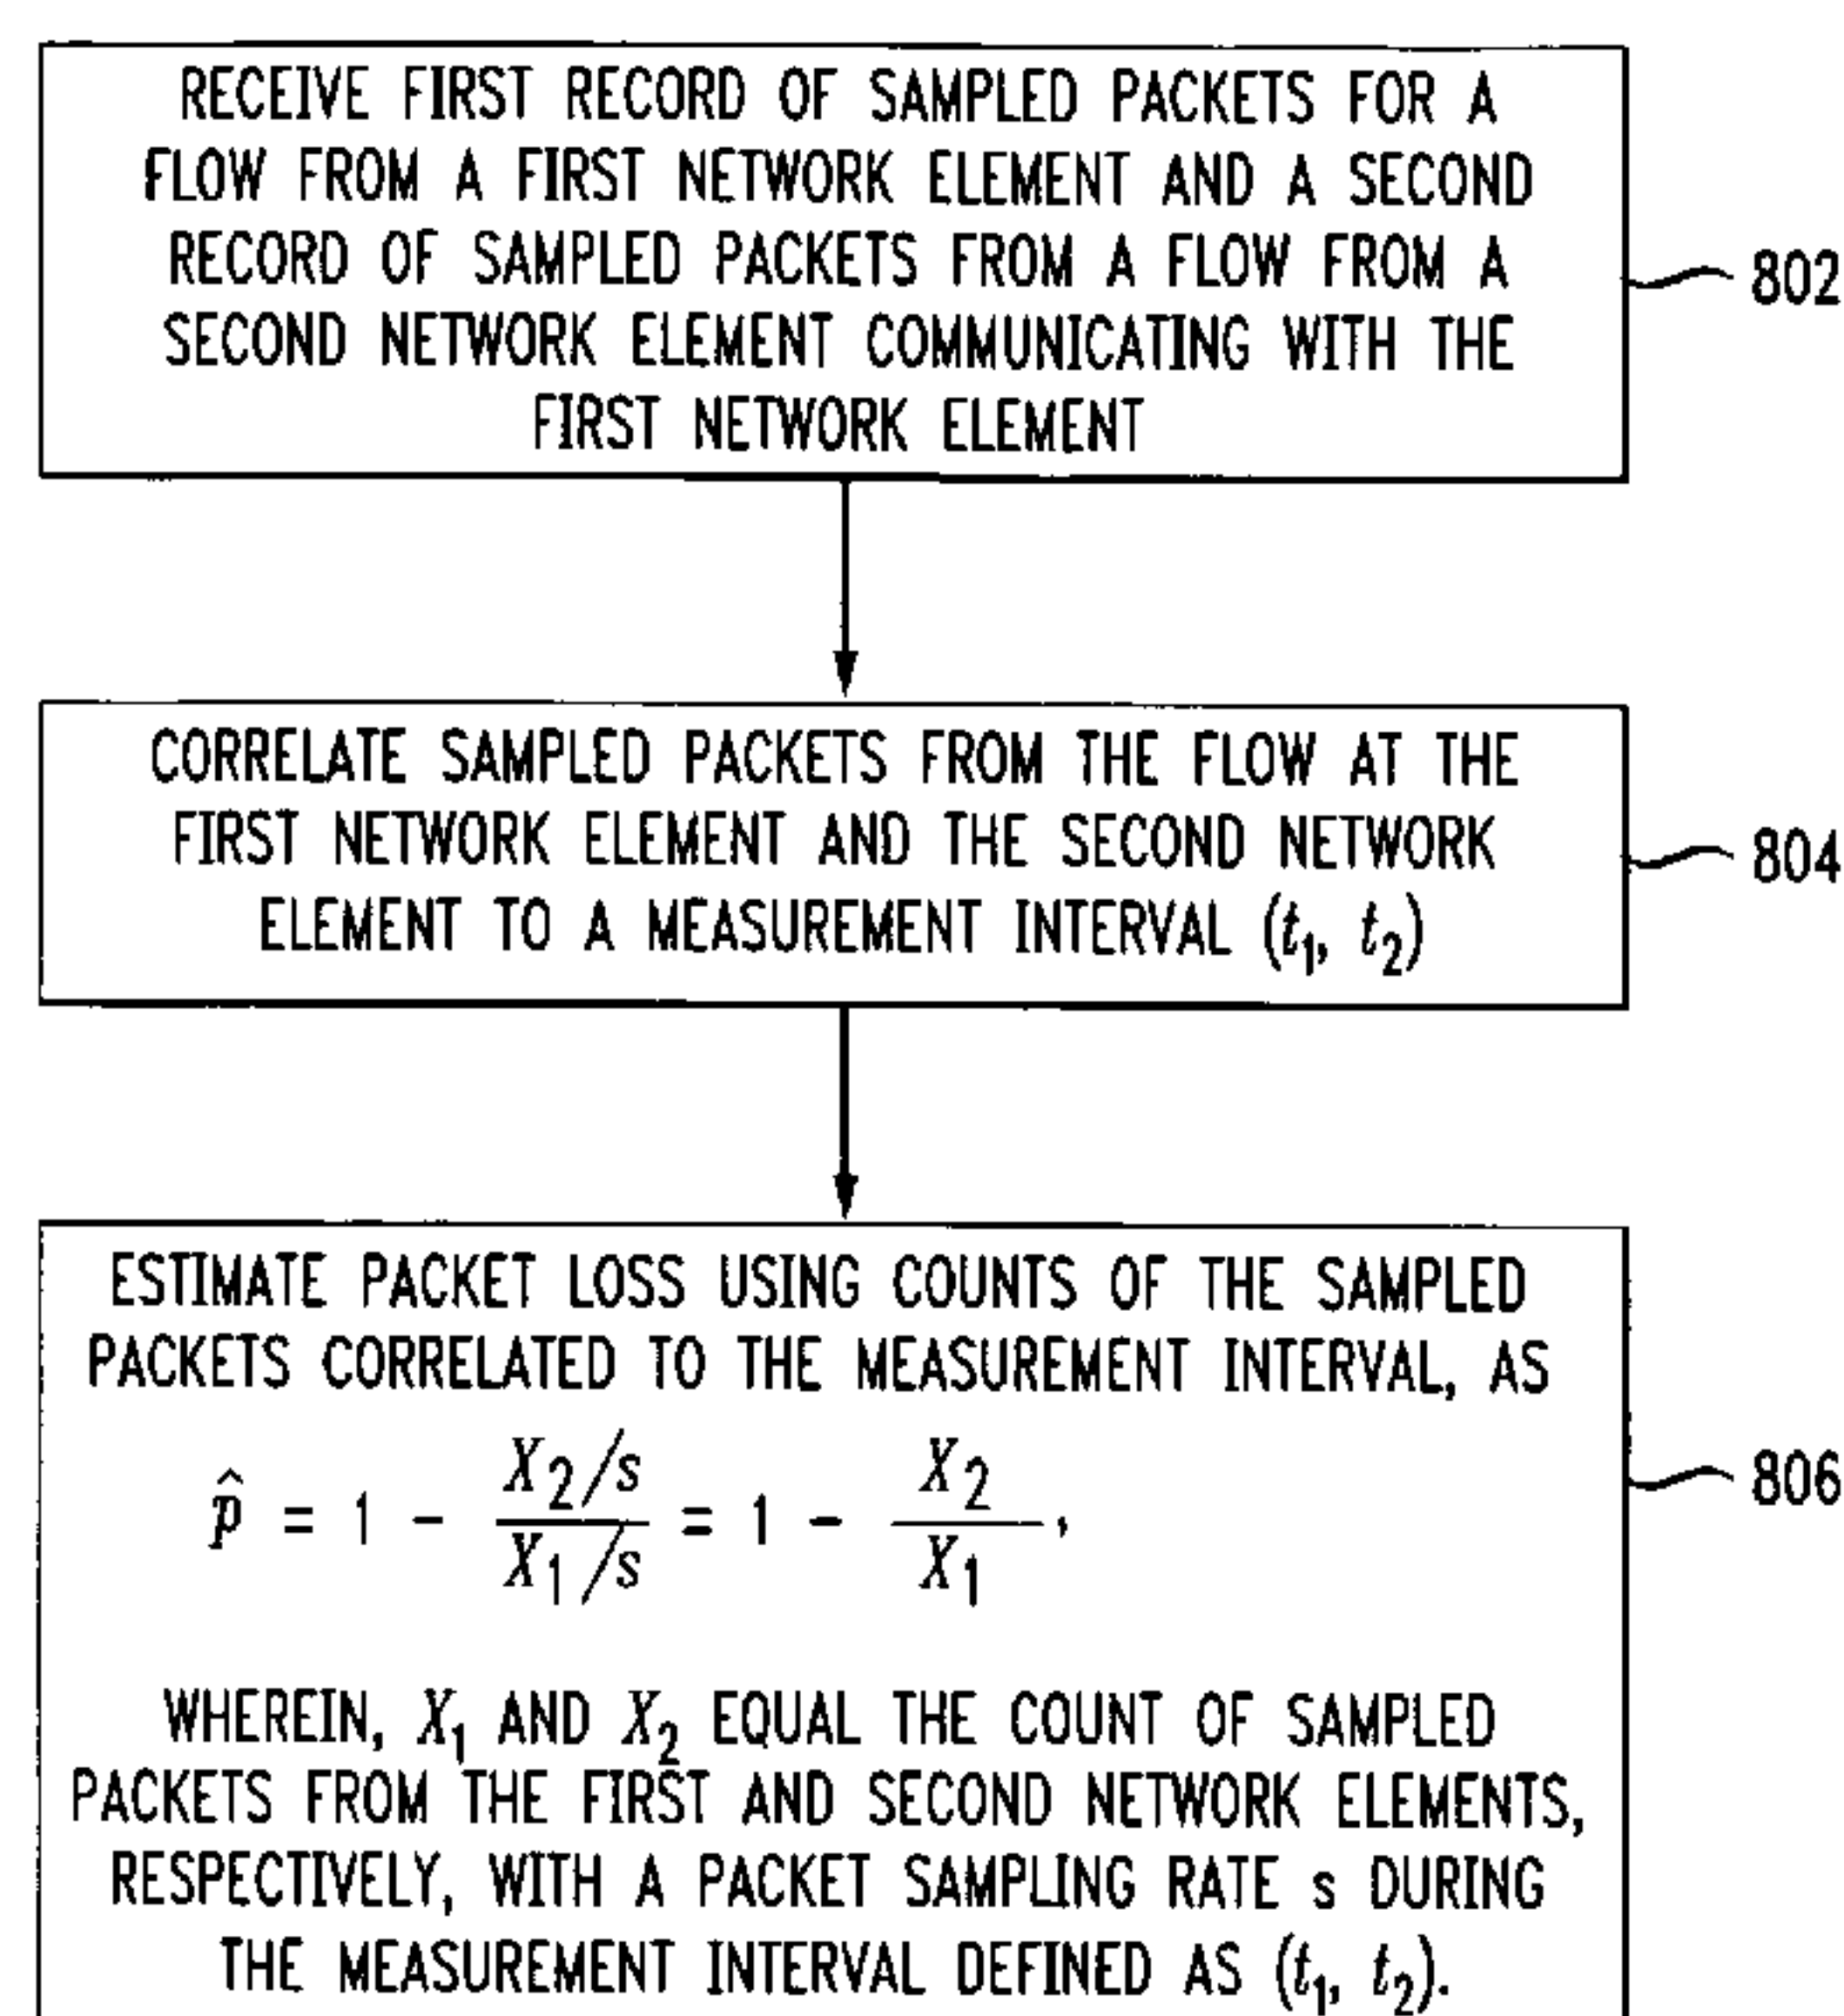 RECEIVE FIRST RECORD OF SAMPLED PACKETS FOR A
FLOW FROM A FIRST NETWORK ELEMENT AND A SECOND
RECORD OF SAMPLED PACKETS FROM A FLOW FROM A
SECOND NETWORK ELEMENT COMMUNICATING WITH THE
FIRST NETWORK ELEMENT
802
CORRELATE SAMPLED PACKETS FROM THE FLOW AT THE
FIRST NETWORK ELEMENT AND THE SECOND NETWORK
ELEMENT TO A MEASUREMENT INTERVAL (t₁, t₂)
804
ESTIMATE PACKET LOSS USING COUNTS OF THE SAMPLED
PACKETS CORRELATED TO THE MEASUREMENT INTERVAL, AS
p̂ = 1 - (X₂/s)/(X₁/s) = 1 - X₂/X₁,
806
WHEREIN, X₁ AND X₂ EQUAL THE COUNT OF SAMPLED
PACKETS FROM THE FIRST AND SECOND NETWORK ELEMENTS,
RESPECTIVELY, WITH A PACKET SAMPLING RATE s DURING
THE MEASUREMENT INTERVAL DEFINED AS (t₁, t₂).